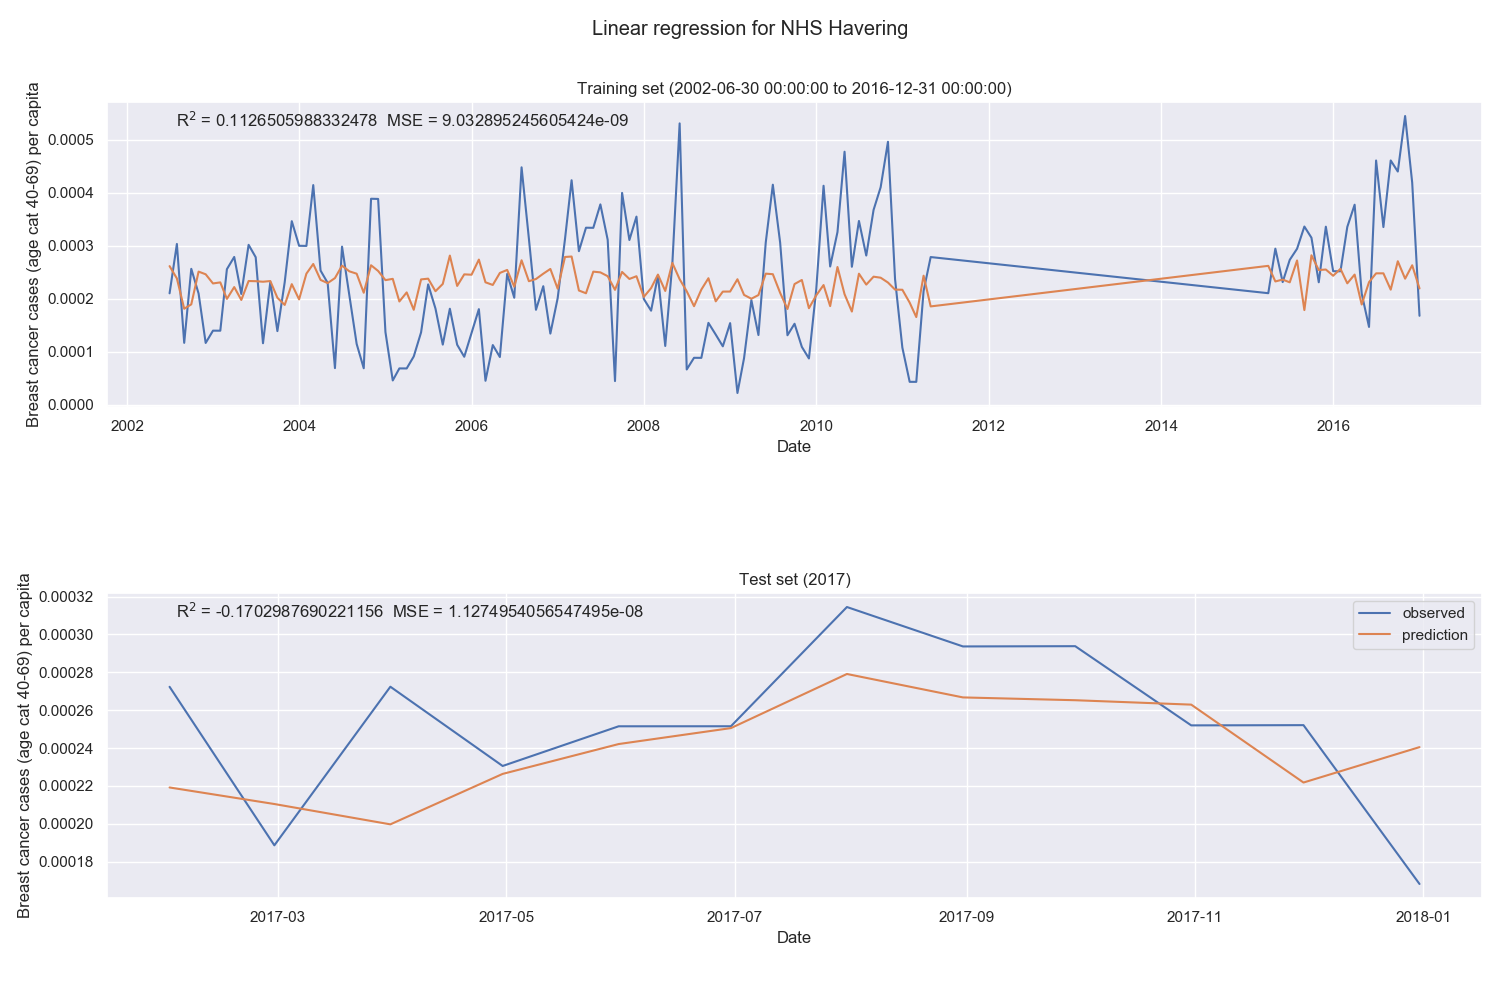 Linear regression for NHS Havering
Training set (2002-06-30 00:00:00 to 2016-12-31 00:00:00)
R² = 0.1126505988332478 MSE = 9.032895245605424e-09
Breast cancer cases (age cat 40-69) per capita
0.0005
0.0004
0.0003
0.0002
0.0001
0.0000
2002 2004 2006 2008 2010 2012 2014 2016
Date
Test set (2017)
R² = -0.1702987690221156 MSE = 1.1274954056547495e-08
observed
prediction
Breast cancer cases (age cat 40-69) per capita
0.00032
0.00030
0.00028
0.00026
0.00024
0.00022
0.00020
0.00018
2017-03 2017-05 2017-07 2017-09 2017-11 2018-01
Date